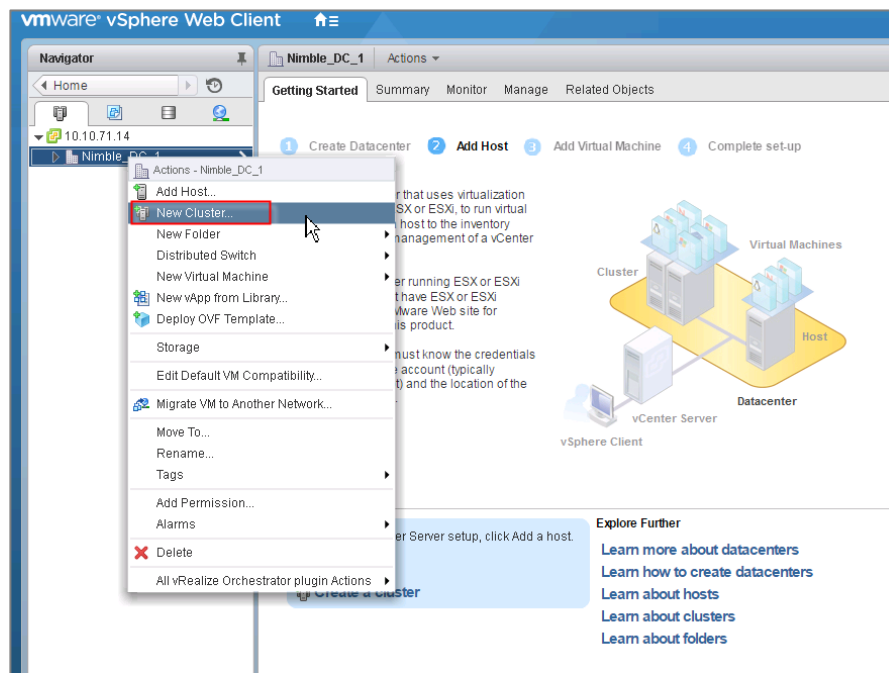 vmware® vSphere Web Client
Navigator
Home
10.10.71.14
Nimble_DC_1
Nimble_DC_1 Actions
Getting Started Summary Monitor Manage Related Objects
1 Create Datacenter 2 Add Host 3 Add Virtual Machine 4 Complete set-up
Actions - Nimble_DC_1
Add Host...
New Cluster...
New Folder
Distributed Switch
New Virtual Machine
New vApp from Library...
Deploy OVF Template...
Storage
Edit Default VM Compatibility...
Migrate VM to Another Network...
Move To...
Rename...
Tags
Add Permission...
Alarms
Delete
All vRealize Orchestrator plugin Actions
that uses virtualization
SX or ESXi, to run virtual
host to the inventory
management of a vCenter
er running ESX or ESXi
t have ESX or ESXi
VMware Web site for
his product.
must know the credentials
account (typically
t) and the location of the
Virtual Machines
Cluster
Host
Datacenter
vCenter Server
vSphere Client
er Server setup, click Add a host.
Create a cluster
Explore Further
Learn more about datacenters
Learn how to create datacenters
Learn about hosts
Learn about clusters
Learn about folders